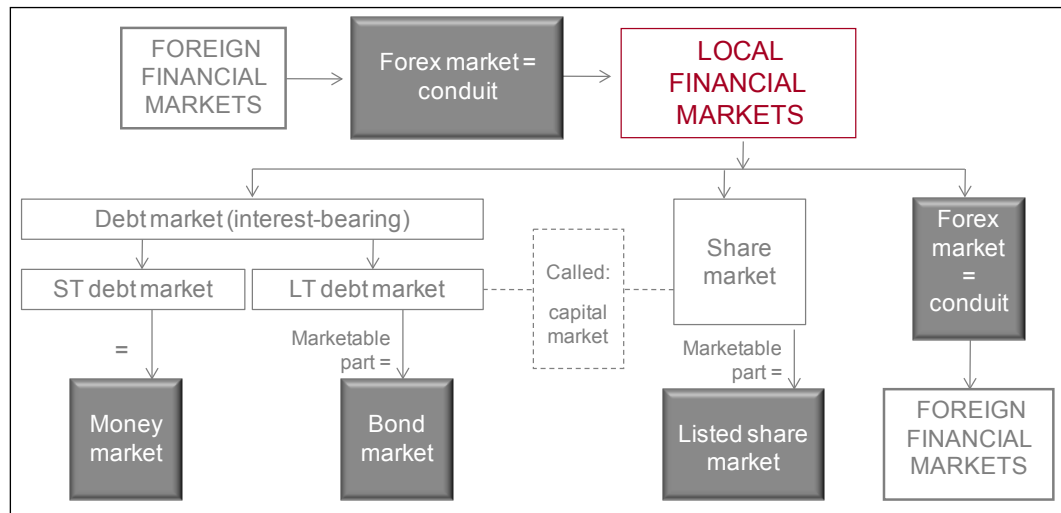 FOREIGN
FINANCIAL
MARKETS
Forex market =
conduit
LOCAL
FINANCIAL
MARKETS
Debt market (interest-bearing)
ST debt market
LT debt market
Called:
capital
market
Share
market
Forex
market
=
conduit
=
Marketable
part =
Marketable
part =
Money
market
Bond
market
Listed share
market
FOREIGN
FINANCIAL
MARKETS